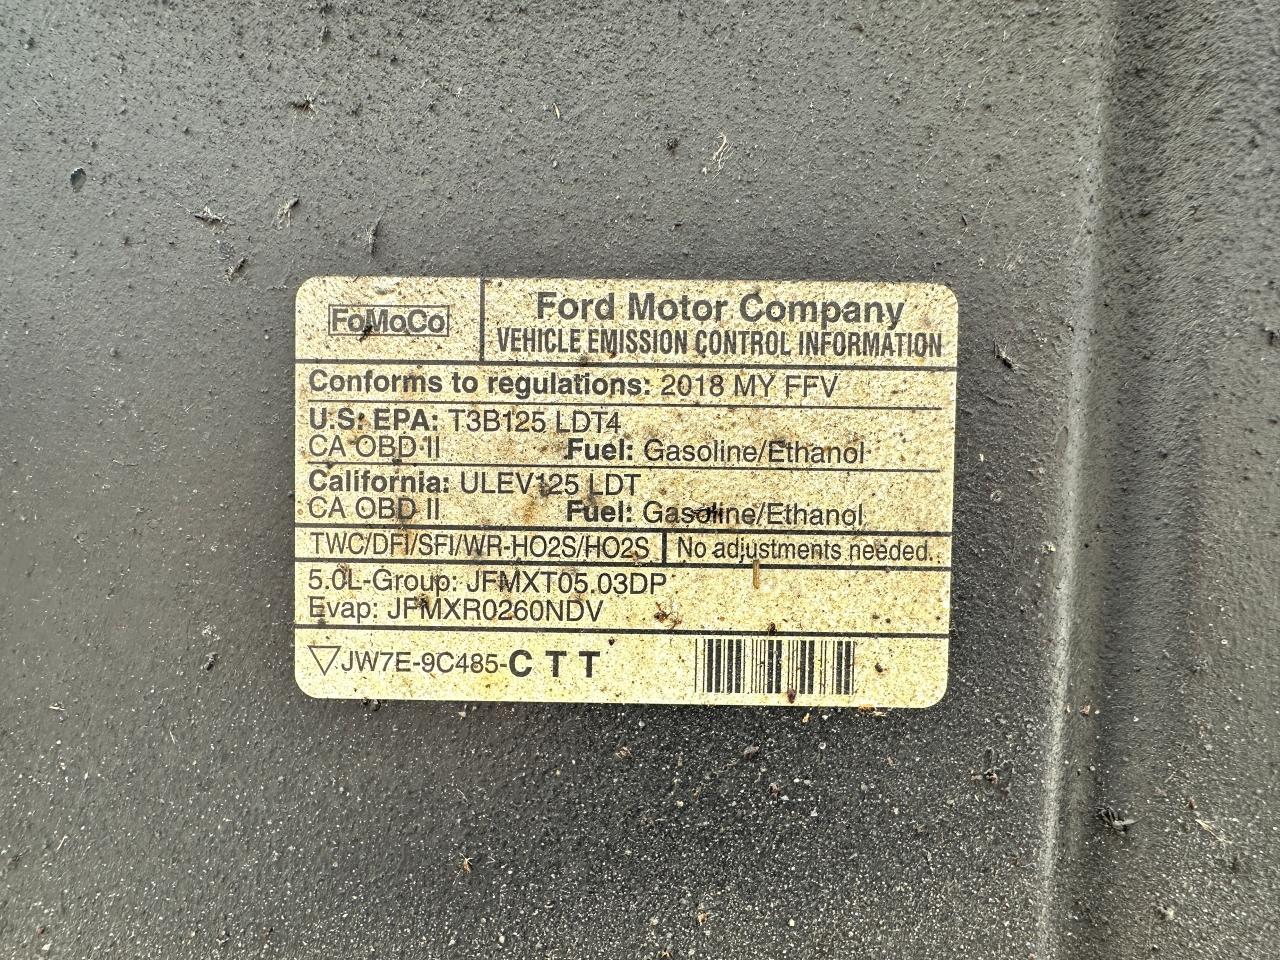 FoMoCo
Ford Motor Company
VEHICLE EMISSION CONTROL INFORMATION
Conforms to regulations: 2018 MY FFV
U.S. EPA: T3B125 LDT4
CA OBD II Fuel: Gasoline/Ethanol
California: ULEV125 LDT
CA OBD II Fuel: Gasoline/Ethanol
TWC/DFI/SFI/WR-HO2S/HO2S No adjustments needed.
5.0L-Group: JFMXT05.03DP
Evap: JFMXR0260NDV
JW7E-9C485-C T T